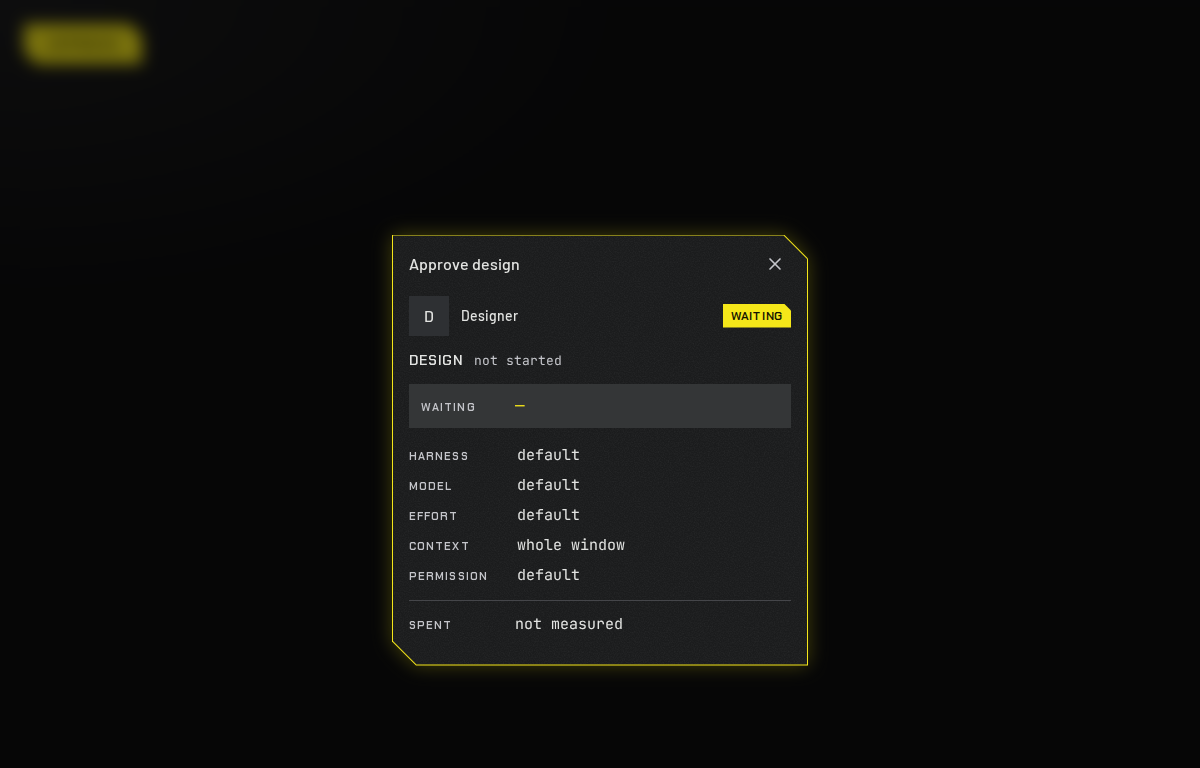 Approve design
D Designer WAITING
DESIGN not started
WAITING —
HARNESS default
MODEL default
EFFORT default
CONTEXT whole window
PERMISSION default
SPENT not measured